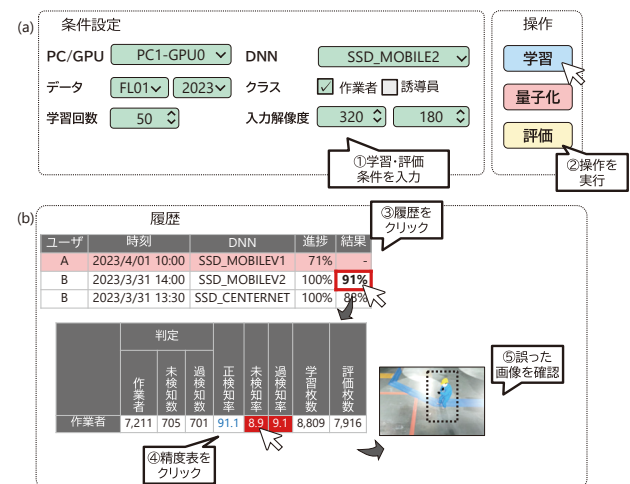 (a)
条件設定
PC/GPU PC1-GPU0 DNN SSD_MOBILE2
データ FL01 2023 クラス 作業者 誘導員
学習回数 50 入力解像度 320 180
①学習・評価
条件を入力
操作
学習
量子化
評価
②操作を
実行
(b)
履歴
③履歴を
クリック
ユーザ 時刻 DNN 進捗 結果
A 2023/4/01 10:00 SSD_MOBILEV1 71% -
B 2023/3/31 14:00 SSD_MOBILEV2 100% 91%
B 2023/3/31 13:30 SSD_CENTERNET 100% 88%
判定
作業者 未検知数 過検知数 正検知率 未検知率 過検知率 学習枚数 評価枚数
作業者 7,211 705 701 91.1 8.9 9.1 8,809 7,916
④精度表を
クリック
⑤誤った
画像を確認